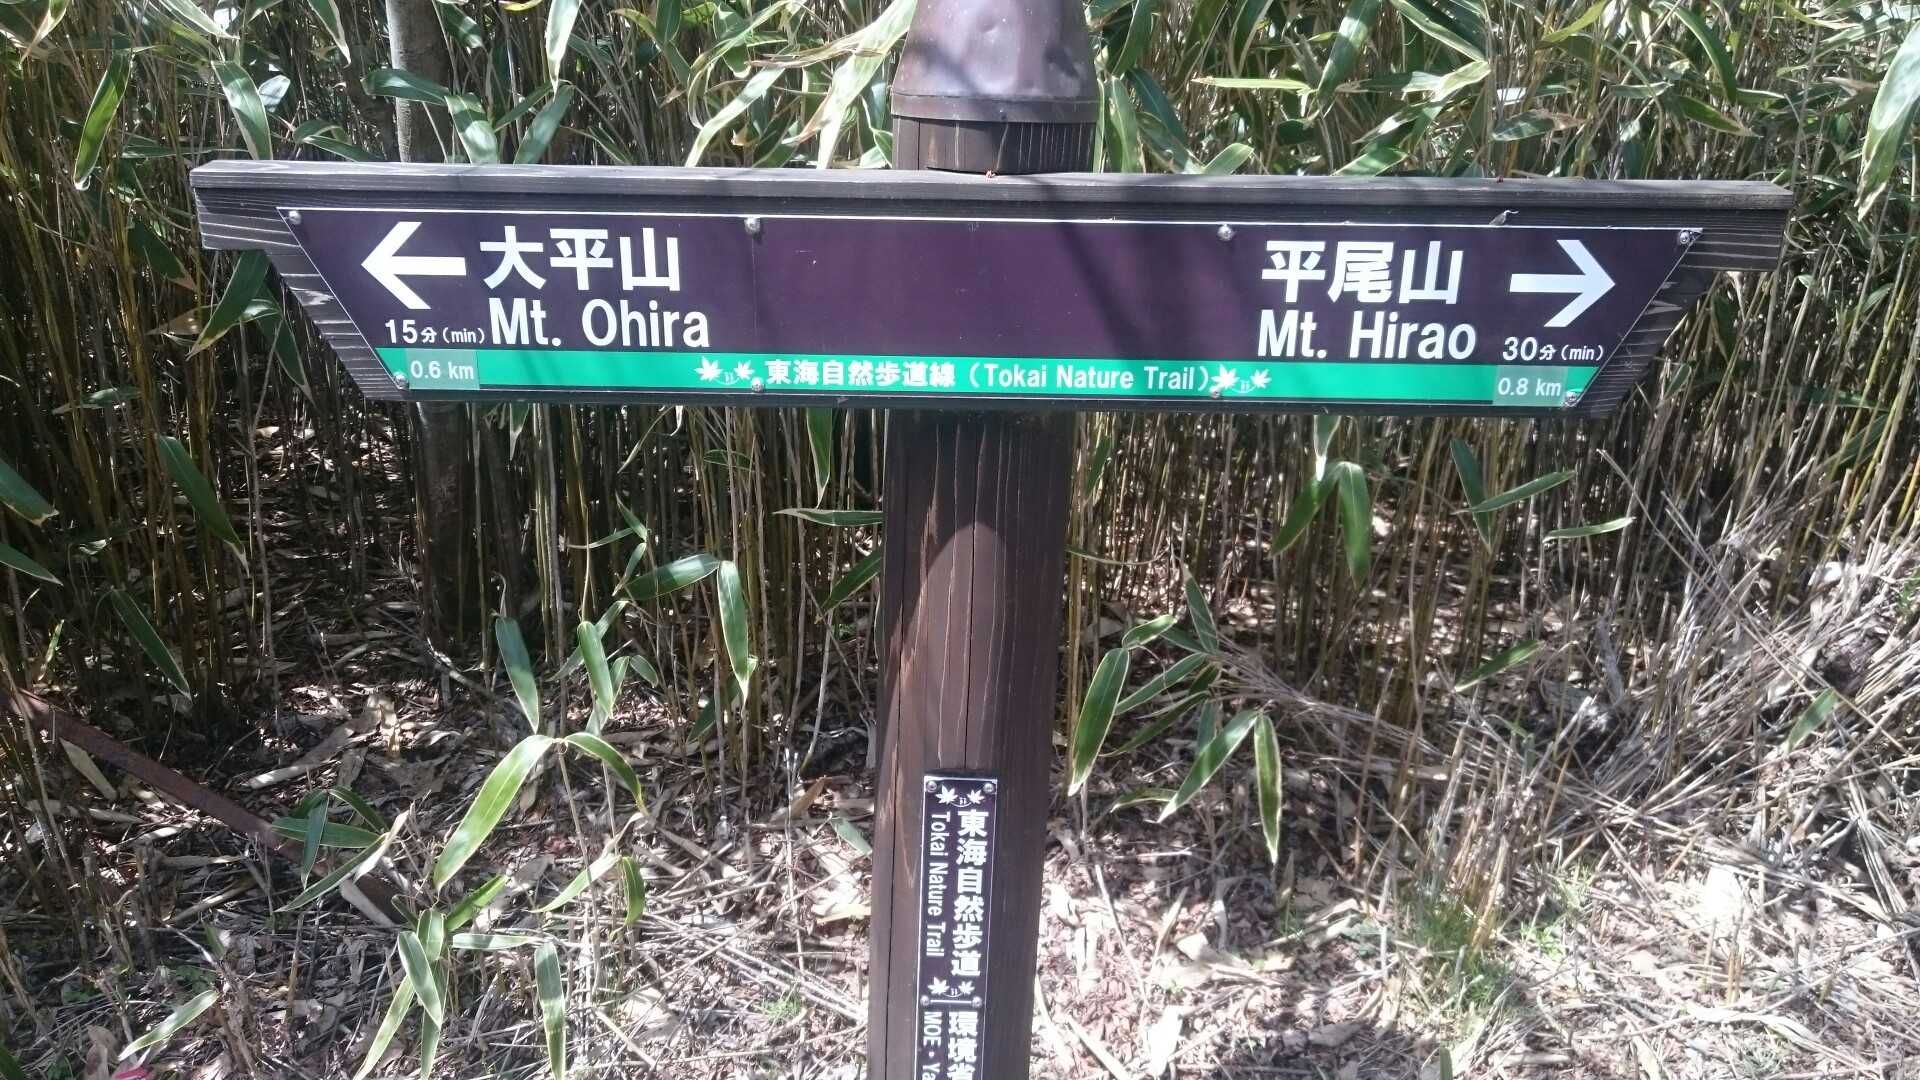 大平山
Mt. Ohira
15分(min)
0.6 km
平尾山
Mt. Hirao
30分(min)
0.8 km
東海自然歩道線（Tokai Nature Trail）
東海自然歩道
Tokai Nature Trail
環境省
MOE・Ya